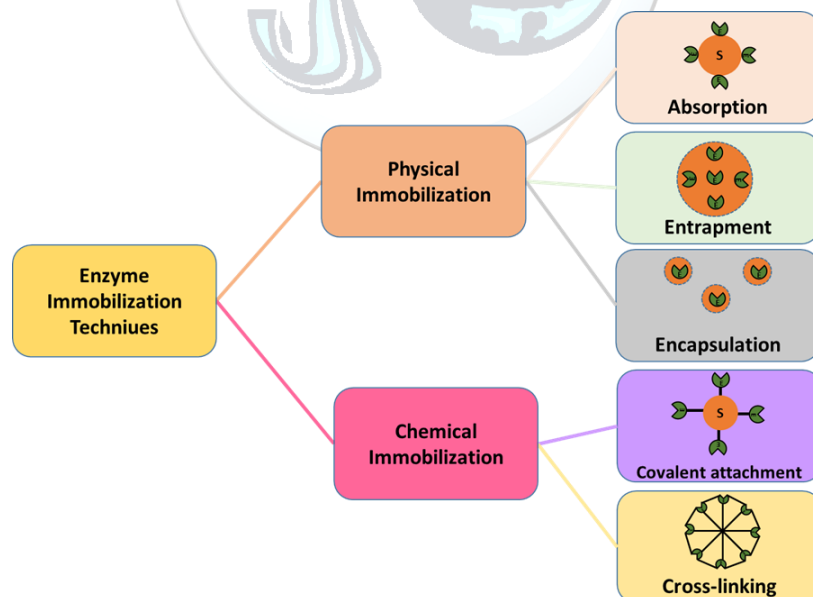 Enzyme
Immobilization
Techniues
Physical
Immobilization
Chemical
Immobilization
S
Absorption
Entrapment
Encapsulation
S
Covalent attachment
Cross-linking